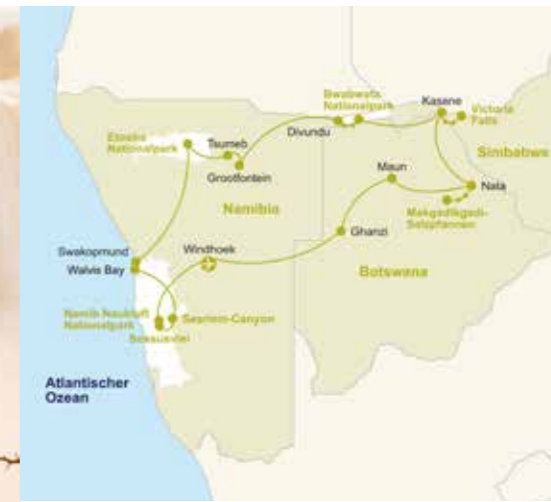 Bwabwata
Nationalpark
Kasane
Victoria
Falls
Etosha
Nationalpark
Tsumeb
Divundu
Simbabwe
Grootfontein
Maun
Nata
Namibia
Makgadikgadi-
Salzpfannen
Swakopmund
Windhoek
Ghanzi
Walvis Bay
Botswana
Namib Naukluft
Nationalpark
Sesriem-Canyon
Sossusvlei
Atlantischer
Ozean